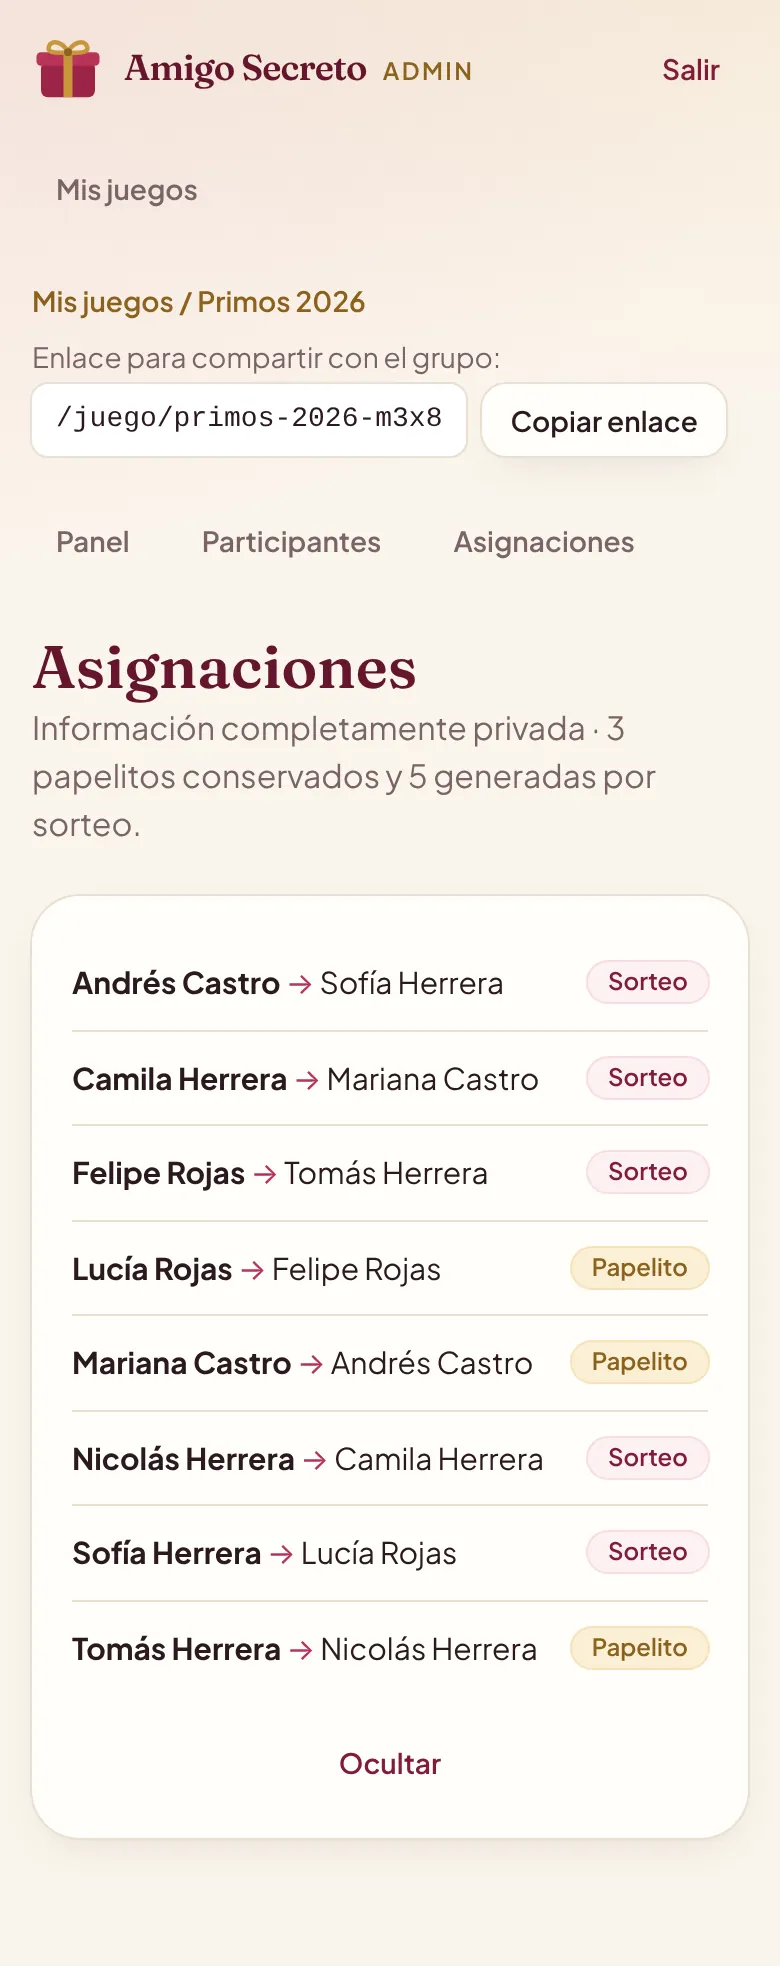 Amigo Secreto ADMIN Salir
Mis juegos
Mis juegos / Primos 2026
Enlace para compartir con el grupo:
/juego/primos-2026-m3x8 Copiar enlace
Panel Participantes Asignaciones
Asignaciones
Información completamente privada · 3
papelitos conservados y 5 generadas por
sorteo.
Andrés Castro → Sofía Herrera Sorteo
Camila Herrera → Mariana Castro Sorteo
Felipe Rojas → Tomás Herrera Sorteo
Lucía Rojas → Felipe Rojas Papelito
Mariana Castro → Andrés Castro Papelito
Nicolás Herrera → Camila Herrera Sorteo
Sofía Herrera → Lucía Rojas Sorteo
Tomás Herrera → Nicolás Herrera Papelito
Ocultar